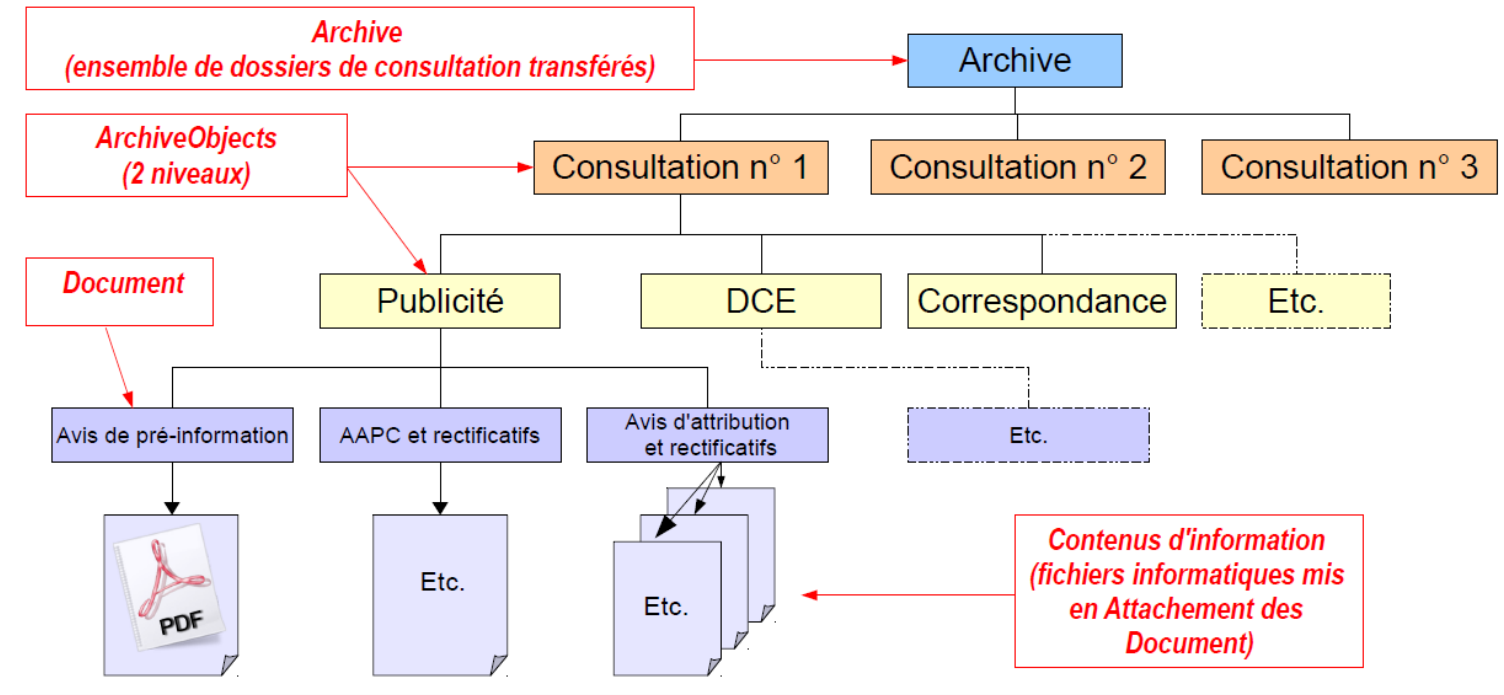 Archive
(ensemble de dossiers de consultation transférés)
Archive
ArchiveObjects
(2 niveaux)
Consultation n° 1
Consultation n° 2
Consultation n° 3
Document
Publicité
DCE
Correspondance
Etc.
Avis de pré-information
AAPC et rectificatifs
Avis d'attribution
et rectificatifs
Etc.
PDF
Etc.
Etc.
Contenus d'information
(fichiers informatiques mis
en Attachement des
Document)